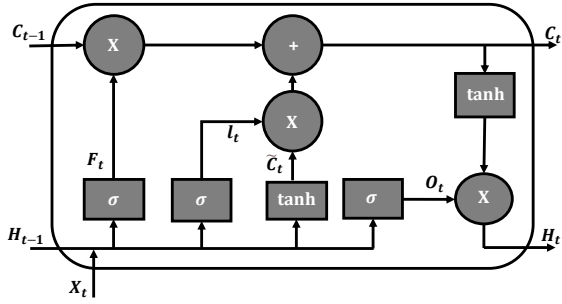 C_{t-1} X + C_t
tanh
I_t X
F_t C̃_t
σ σ tanh σ O_t X
H_{t-1} H_t
X_t